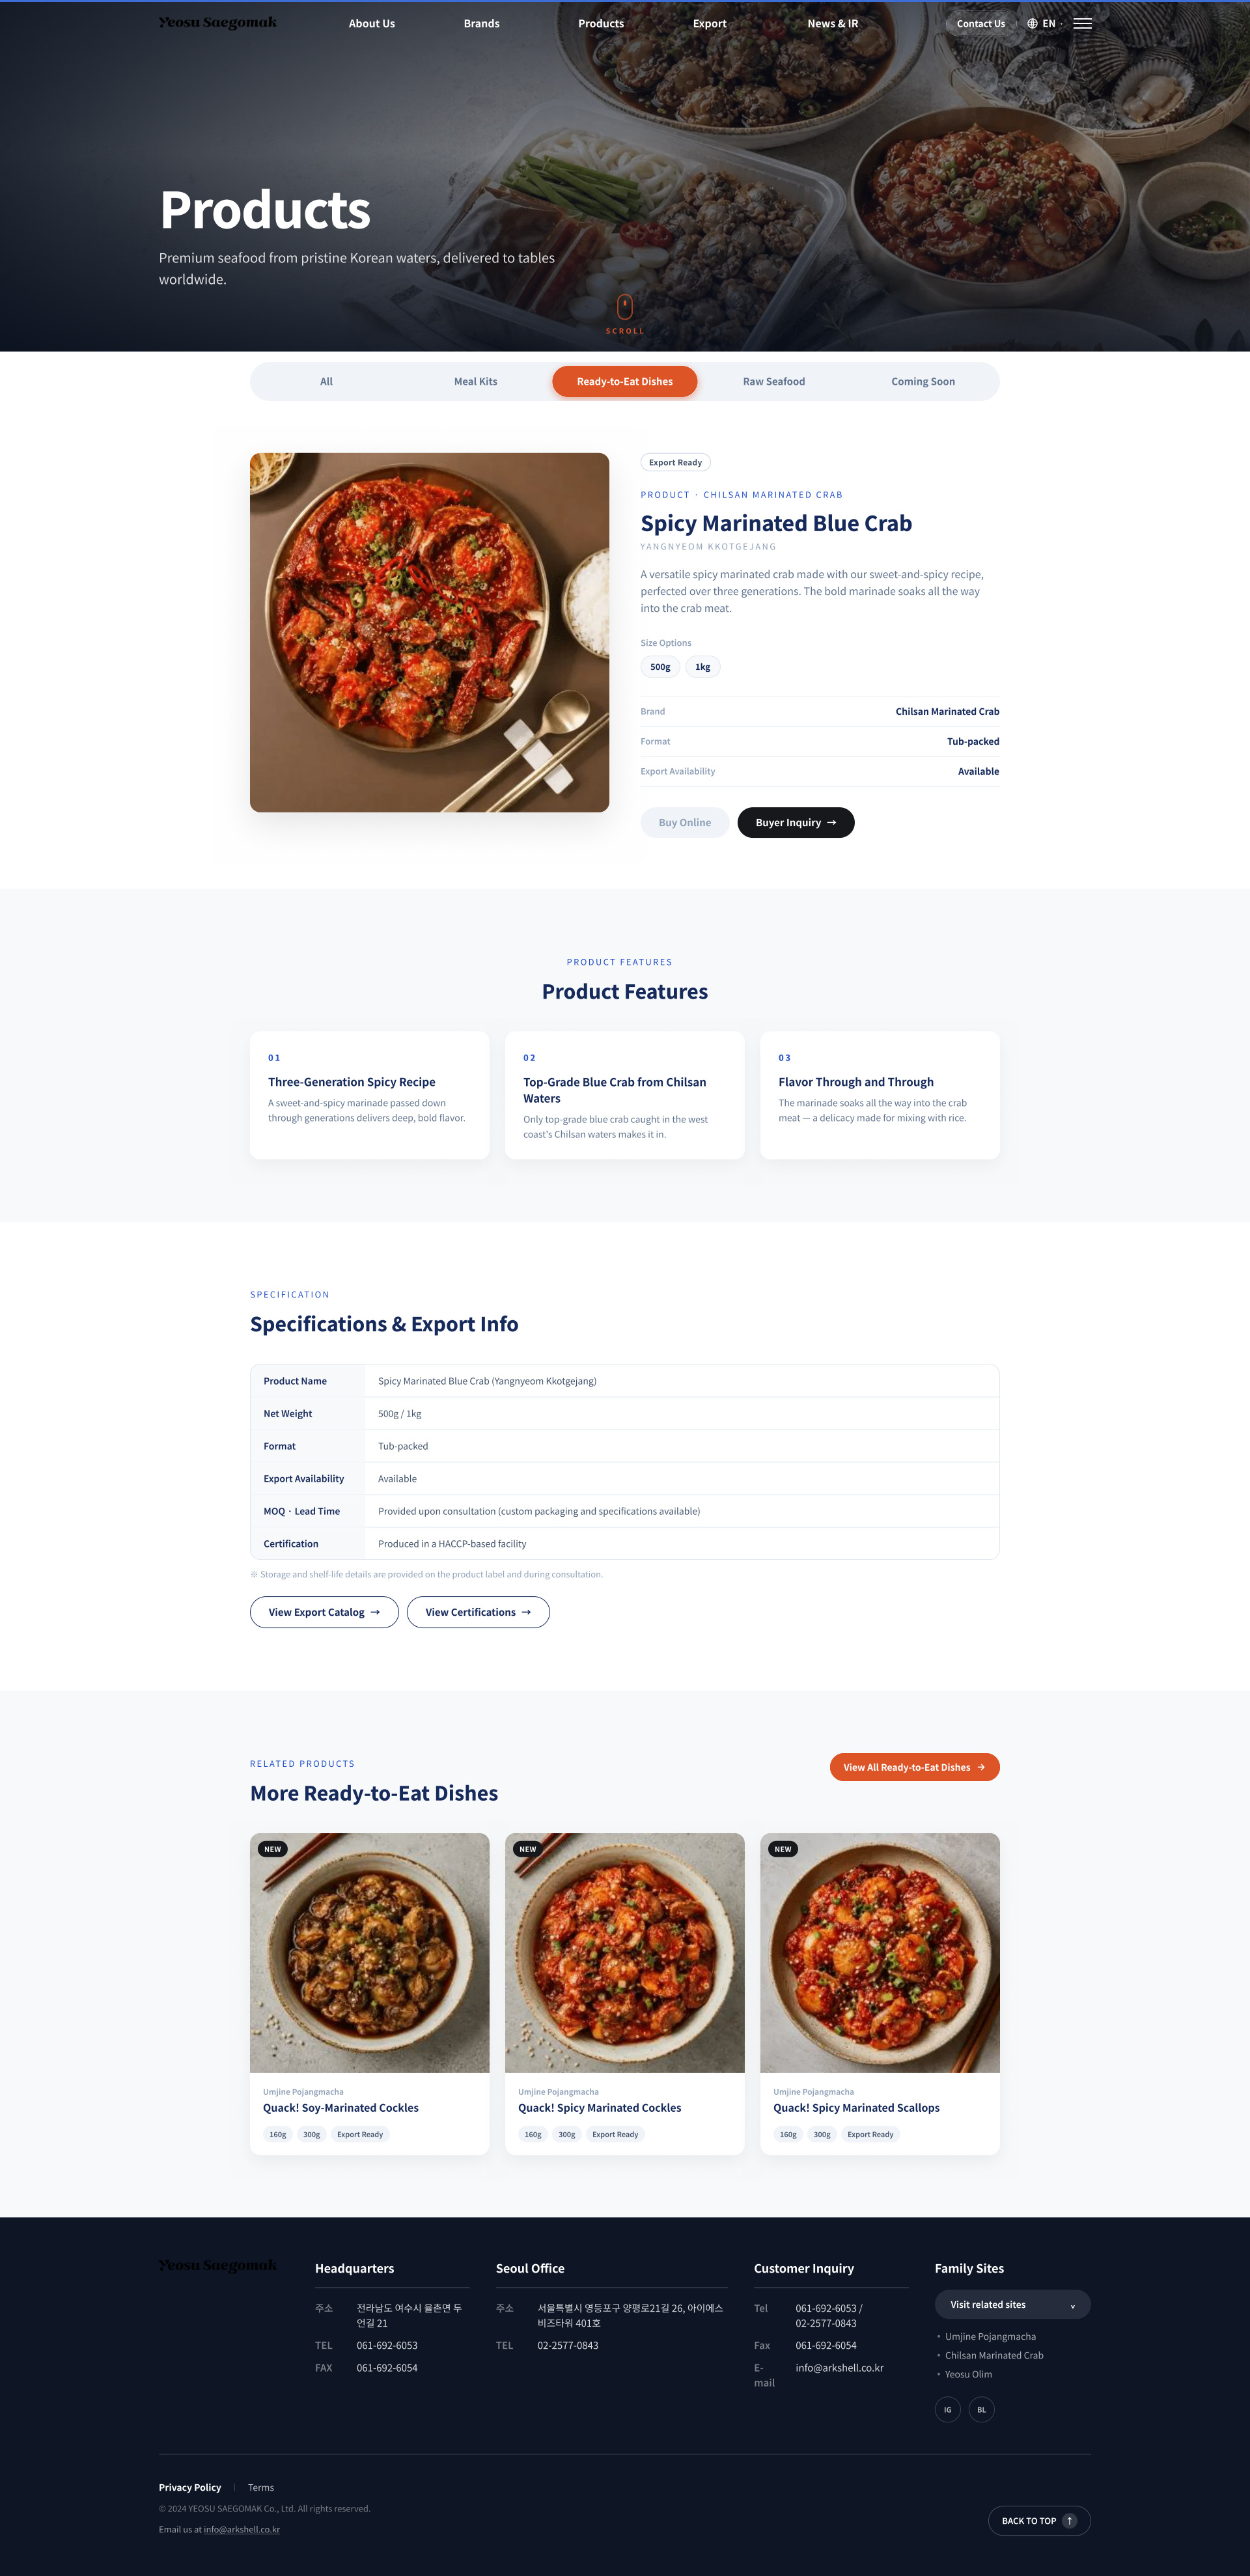 Yeosu Saegomak
About Us
Brands
Products
Export
News & IR
Contact Us
EN
Products
Premium seafood from pristine Korean waters, delivered to tables
worldwide.
SCROLL
All
Meal Kits
Ready-to-Eat Dishes
Raw Seafood
Coming Soon
Export Ready
PRODUCT · CHILSAN MARINATED CRAB
Spicy Marinated Blue Crab
YANGNYEOM KKOTGEJANG
A versatile spicy marinated crab made with our sweet-and-spicy recipe,
perfected over three generations. The bold marinade soaks all the way
into the crab meat.
Size Options
500g
1kg
Brand
Chilsan Marinated Crab
Format
Tub-packed
Export Availability
Available
Buy Online
Buyer Inquiry →
PRODUCT FEATURES
Product Features
01
Three-Generation Spicy Recipe
A sweet-and-spicy marinade passed down
through generations delivers deep, bold flavor.
02
Top-Grade Blue Crab from Chilsan
Waters
Only top-grade blue crab caught in the west
coast's Chilsan waters makes it in.
03
Flavor Through and Through
The marinade soaks all the way into the crab
meat — a delicacy made for mixing with rice.
SPECIFICATION
Specifications & Export Info
Product Name
Spicy Marinated Blue Crab (Yangnyeom Kkotgejang)
Net Weight
500g / 1kg
Format
Tub-packed
Export Availability
Available
MOQ · Lead Time
Provided upon consultation (custom packaging and specifications available)
Certification
Produced in a HACCP-based facility
※ Storage and shelf-life details are provided on the product label and during consultation.
View Export Catalog →
View Certifications →
RELATED PRODUCTS
More Ready-to-Eat Dishes
View All Ready-to-Eat Dishes →
NEW
Umjine Pojangmacha
Quack! Soy-Marinated Cockles
160g
300g
Export Ready
NEW
Umjine Pojangmacha
Quack! Spicy Marinated Cockles
160g
300g
Export Ready
NEW
Umjine Pojangmacha
Quack! Spicy Marinated Scallops
160g
300g
Export Ready
Yeosu Saegomak
Headquarters
주소
전라남도 여수시 율촌면 두
언길 21
TEL
061-692-6053
FAX
061-692-6054
Seoul Office
주소
서울특별시 영등포구 양평로21길 26, 아이에스
비즈타워 401호
TEL
02-2577-0843
Customer Inquiry
Tel
061-692-6053 /
02-2577-0843
Fax
061-692-6054
E-
mail
info@arkshell.co.kr
Family Sites
Visit related sites
Umjine Pojangmacha
Chilsan Marinated Crab
Yeosu Olim
IG
BL
Privacy Policy
Terms
© 2024 YEOSU SAEGOMAK Co., Ltd. All rights reserved.
Email us at info@arkshell.co.kr
BACK TO TOP ↑